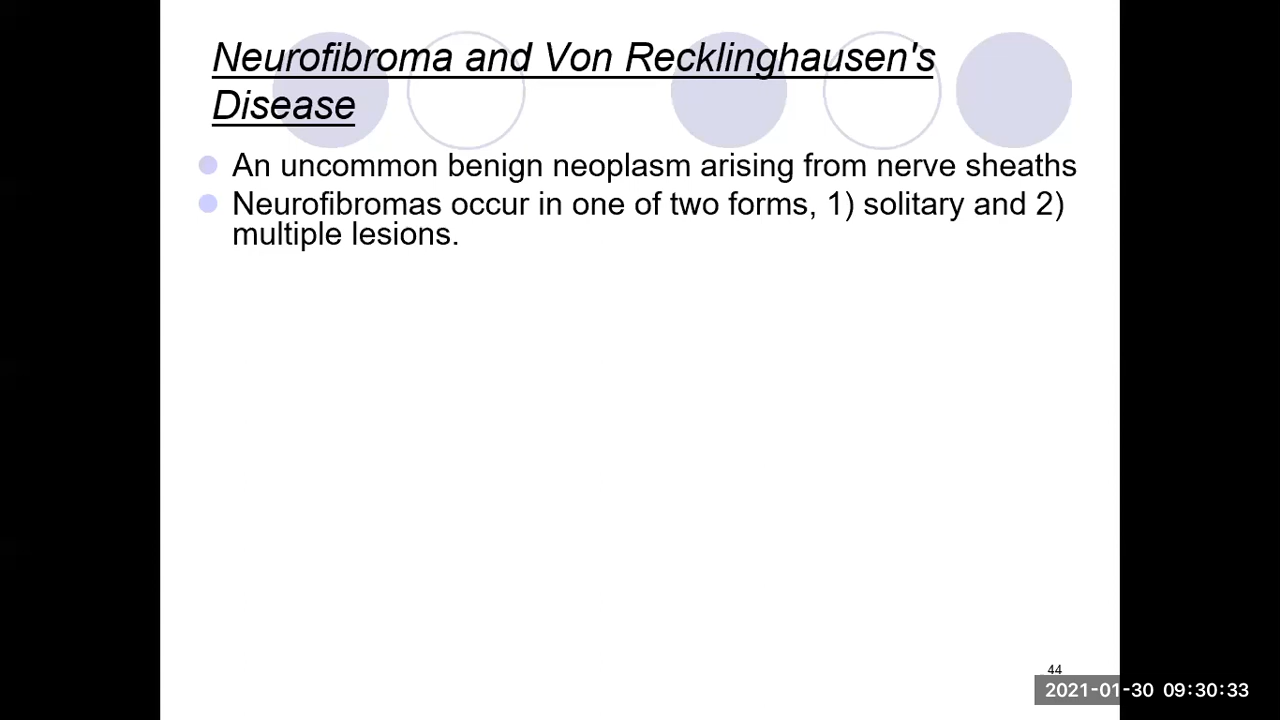 Neurofibroma and Von Recklinghausen's
Disease
An uncommon benign neoplasm arising from nerve sheaths
Neurofibromas occur in one of two forms, 1) solitary and 2)
multiple lesions.
44
2021-01-30 09:30:33